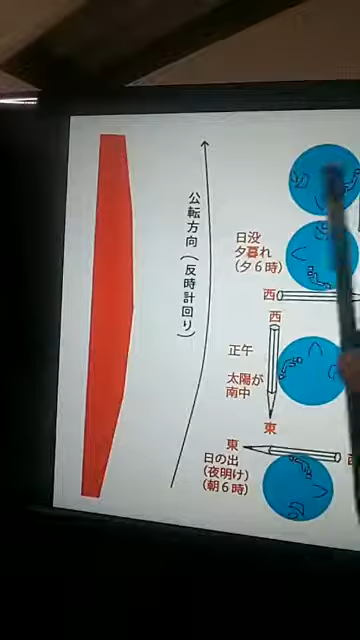 公転方向（反時計回り）
日没
夕暮れ
（夕６時）
西
西
正午
太陽が
南中
東
東
日の出
（夜明け）
（朝６時）